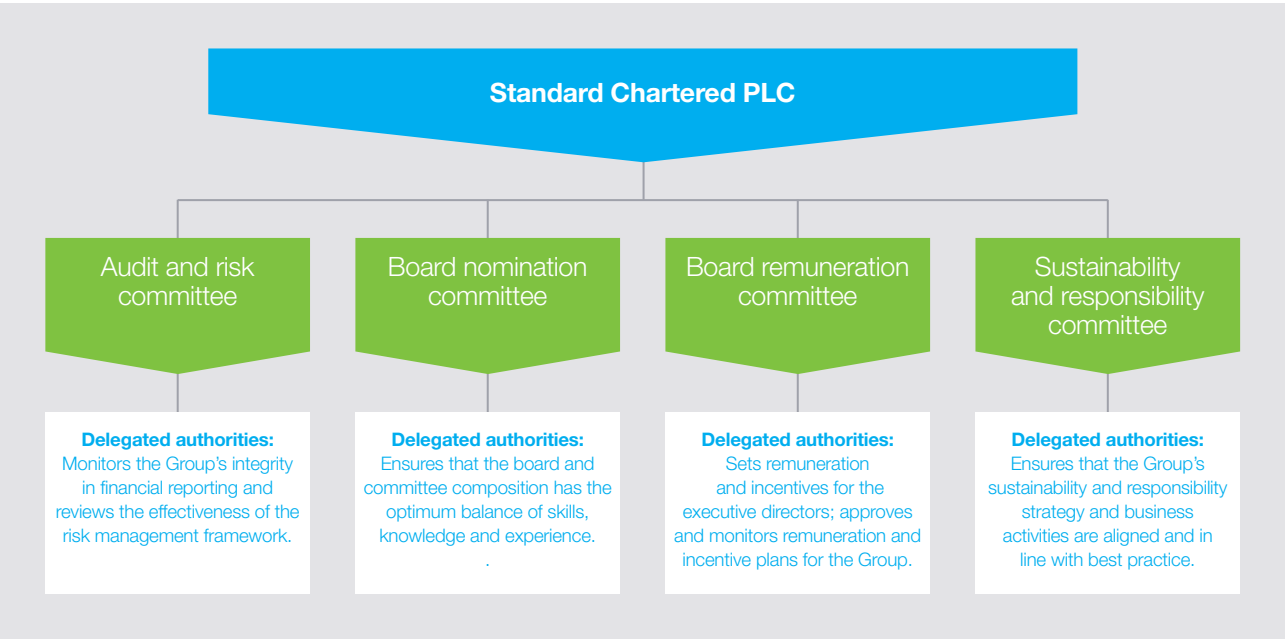 Standard Chartered PLC
Audit and risk
committee
Board nomination
committee
Board remuneration
committee
Sustainability
and responsibility
committee
Delegated authorities:
Monitors the Group’s integrity
in financial reporting and
reviews the effectiveness of the
risk management framework.
Delegated authorities:
Ensures that the board and
committee composition has the
optimum balance of skills,
knowledge and experience.
.
Delegated authorities:
Sets remuneration
and incentives for the
executive directors; approves
and monitors remuneration and
incentive plans for the Group.
Delegated authorities:
Ensures that the Group’s
sustainability and responsibility
strategy and business
activities are aligned and in
line with best practice.